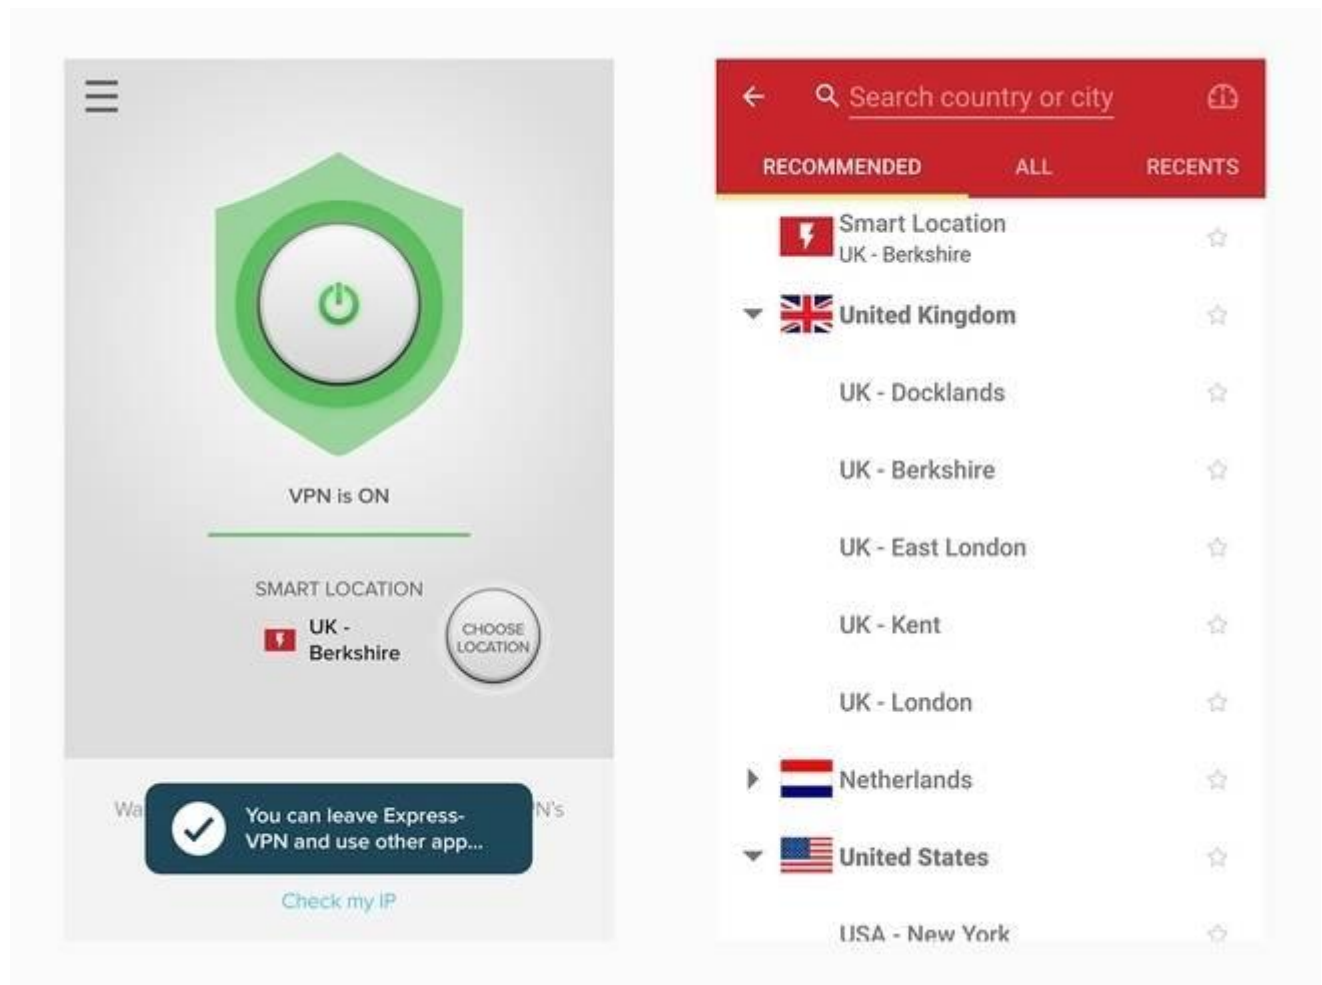 VPN is ON
SMART LOCATION
UK -
Berkshire
CHOOSE
LOCATION
You can leave Express-
VPN and use other app...
Check my IP
Search country or city
RECOMMENDED
ALL
RECENTS
Smart Location
UK - Berkshire
United Kingdom
UK - Docklands
UK - Berkshire
UK - East London
UK - Kent
UK - London
Netherlands
United States
USA - New York